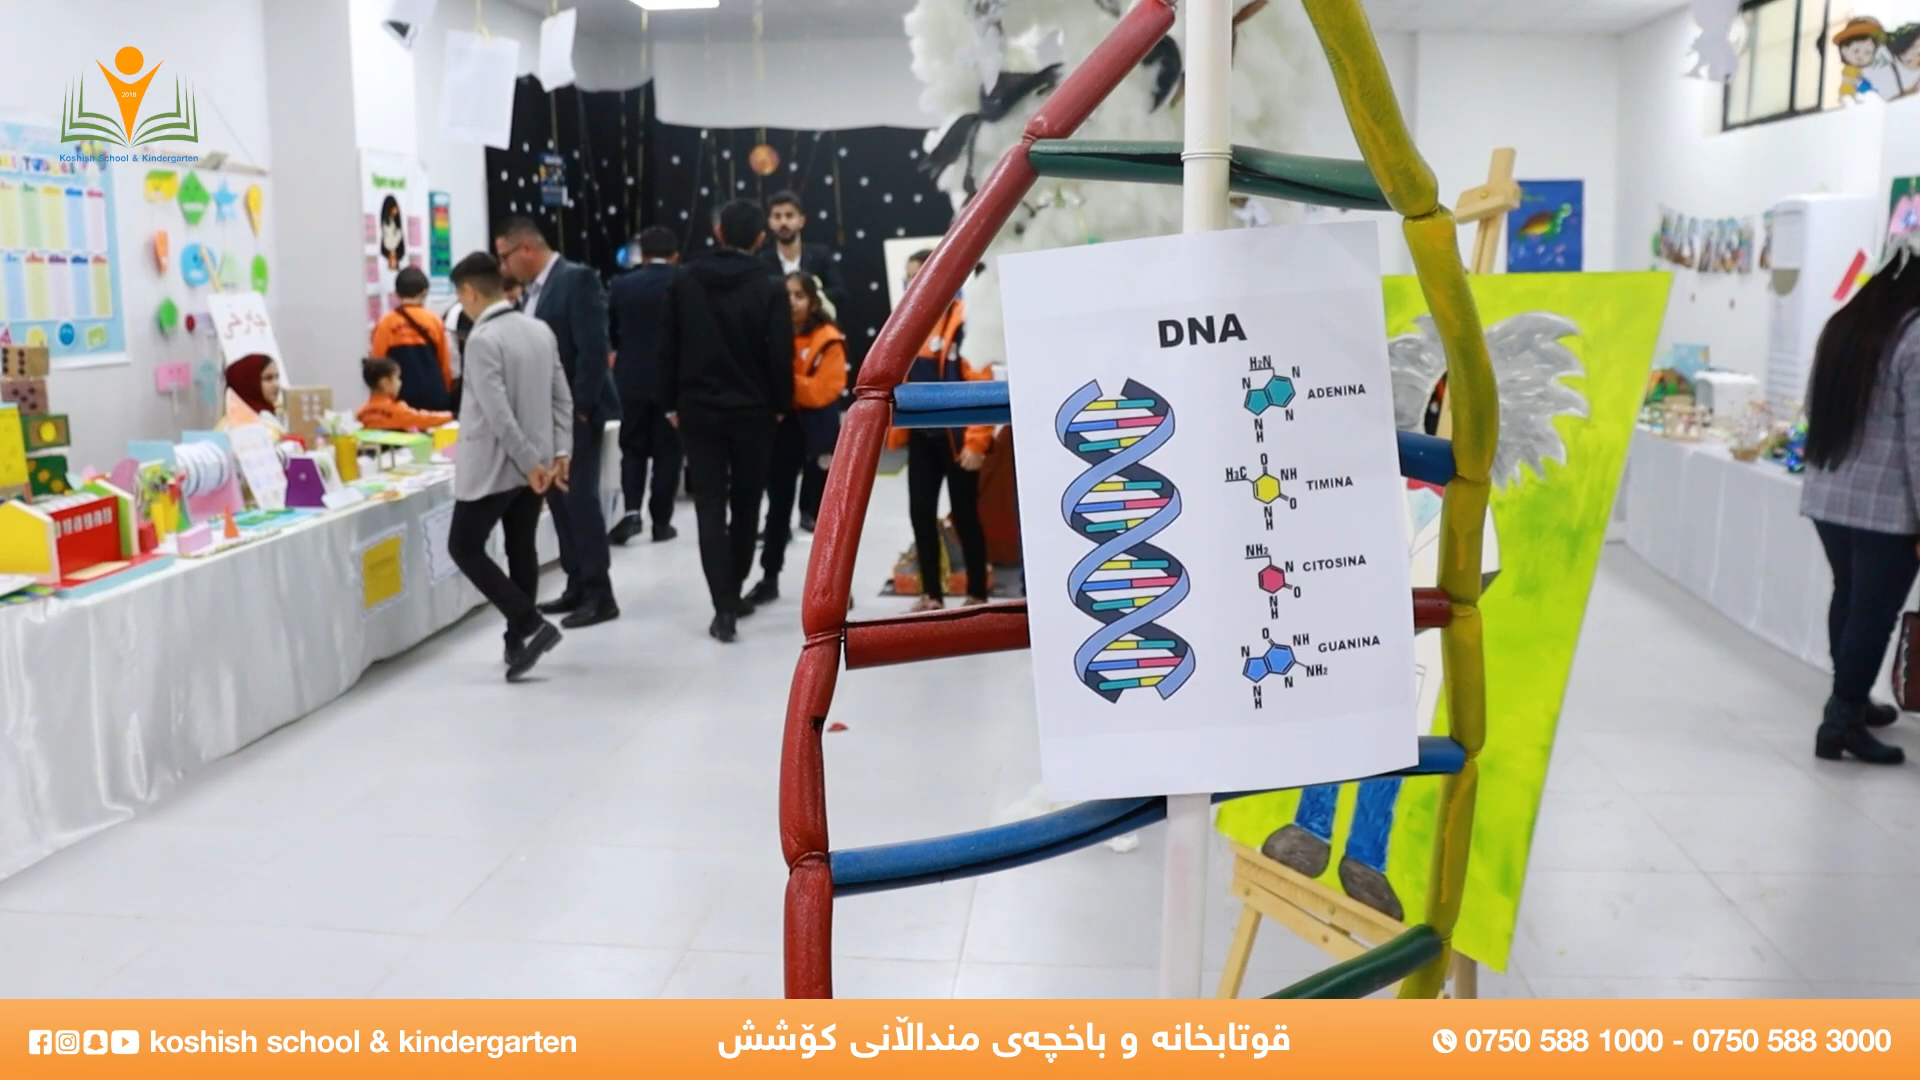 2018
Koshish School & Kindergarten
DNA
H₂N
N
N
N
N
H
ADENINA
O
H₃C
NH
O
N
H
TIMINA
NH₂
N
O
N
H
CITOSINA
O
N
NH
NH₂
N
N
H
GUANINA
koshish school & kindergarten
قوتابخانە و باخچەی منداڵانی کۆشش
0750 588 1000 - 0750 588 3000